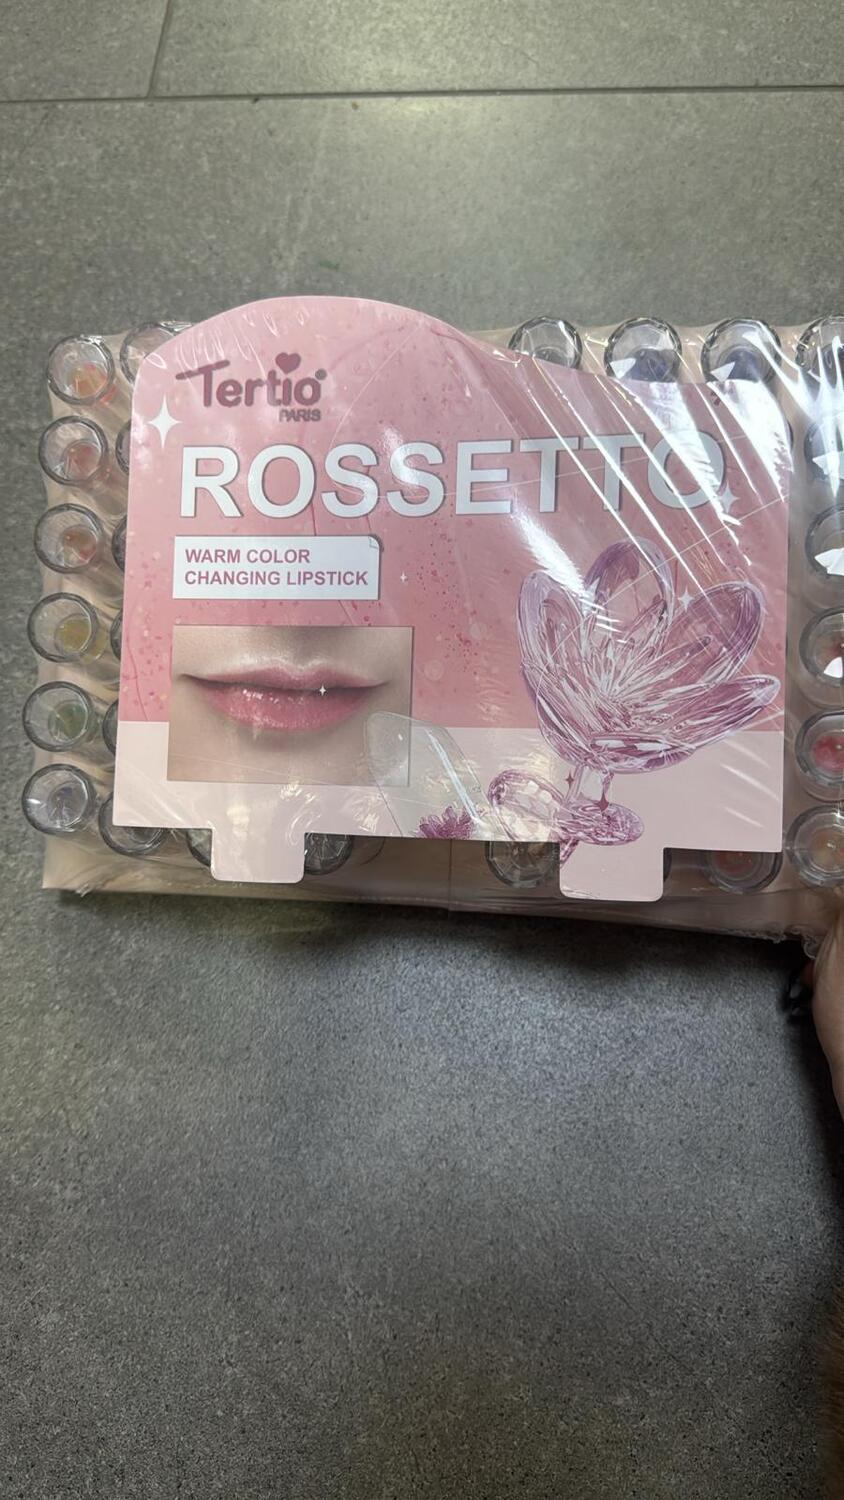 Tertio®
PARIS
ROSSETTO
WARM COLOR
CHANGING LIPSTICK